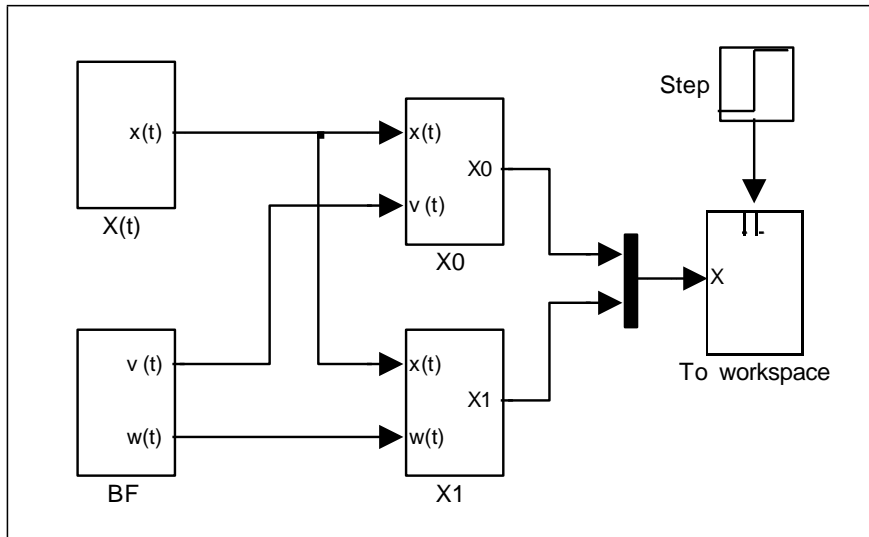 Step
x(t)
X(t)
x(t)
v (t)
X0
X0
X
To workspace
v (t)
w(t)
BF
x(t)
w(t)
X1
X1